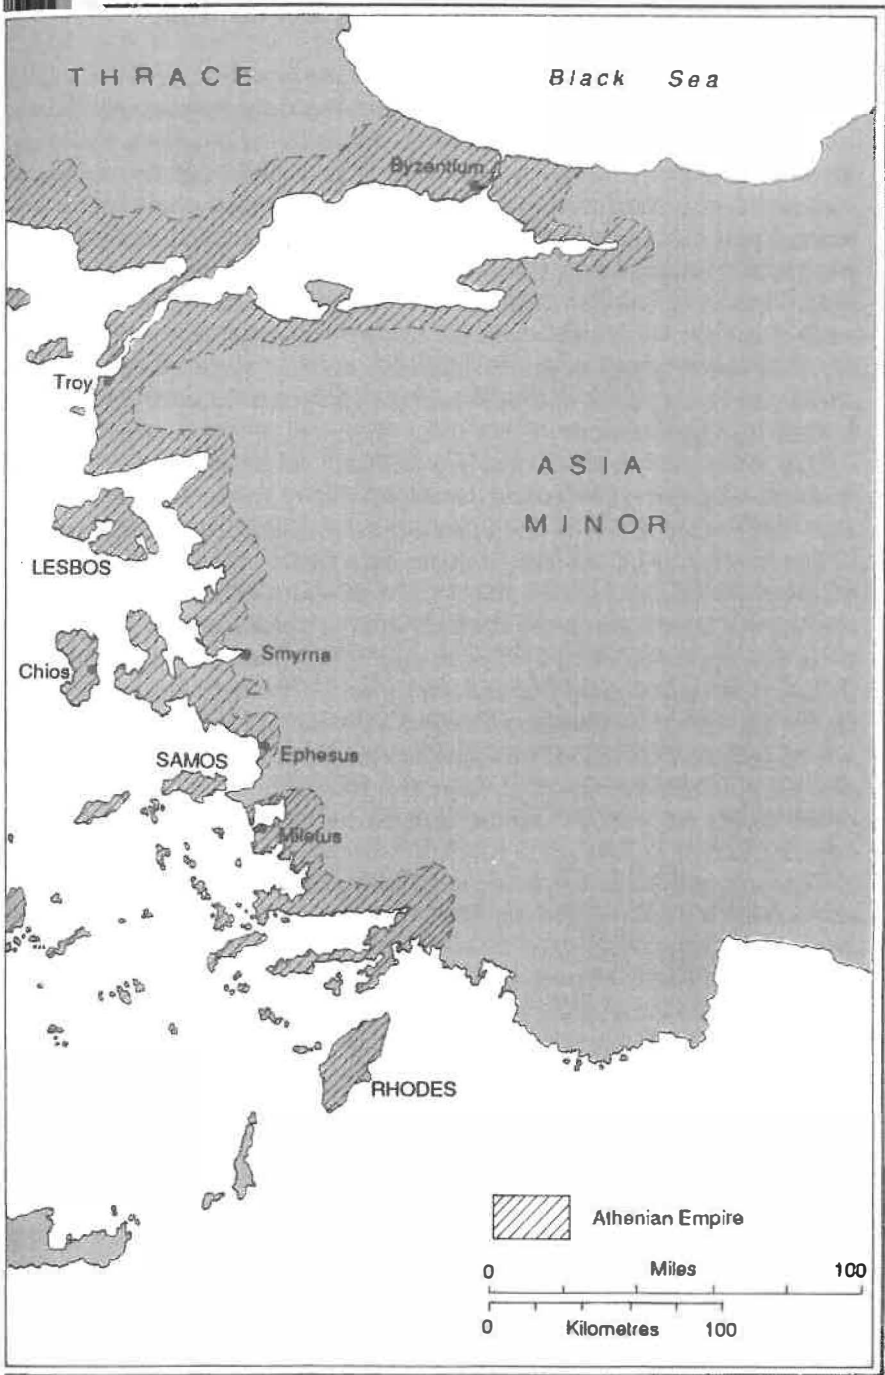 THRACE
Black Sea
Byzantium
Troy
ASIA
MINOR
LESBOS
Smyrna
Chios
Ephesus
SAMOS
Miletus
RHODES
Athenian Empire
0 Miles 100
0 Kilometres 100